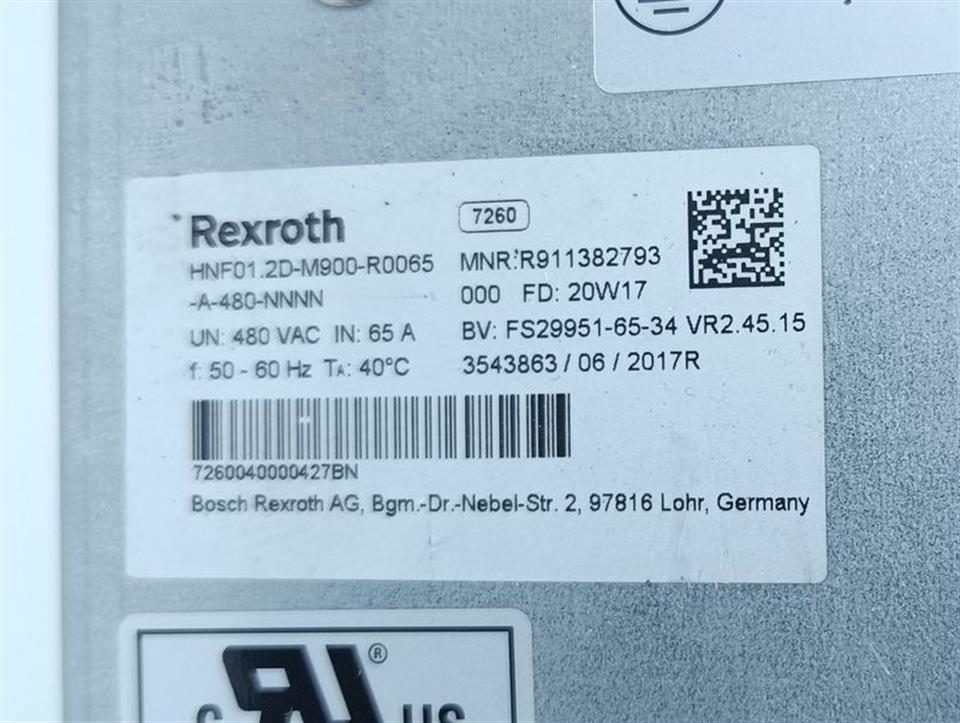 Rexroth
7260
HNF01.2D-M900-R0065
MNR: R911382793
-A-480-NNNN
000 FD: 20W17
UN: 480 VAC IN: 65 A
BV: FS29951-65-34 VR2.45.15
f: 50 - 60 Hz TA: 40°C
3543863 / 06 / 2017R
7260040000427BN
Bosch Rexroth AG, Bgm.-Dr.-Nebel-Str. 2, 97816 Lohr, Germany
®
C US